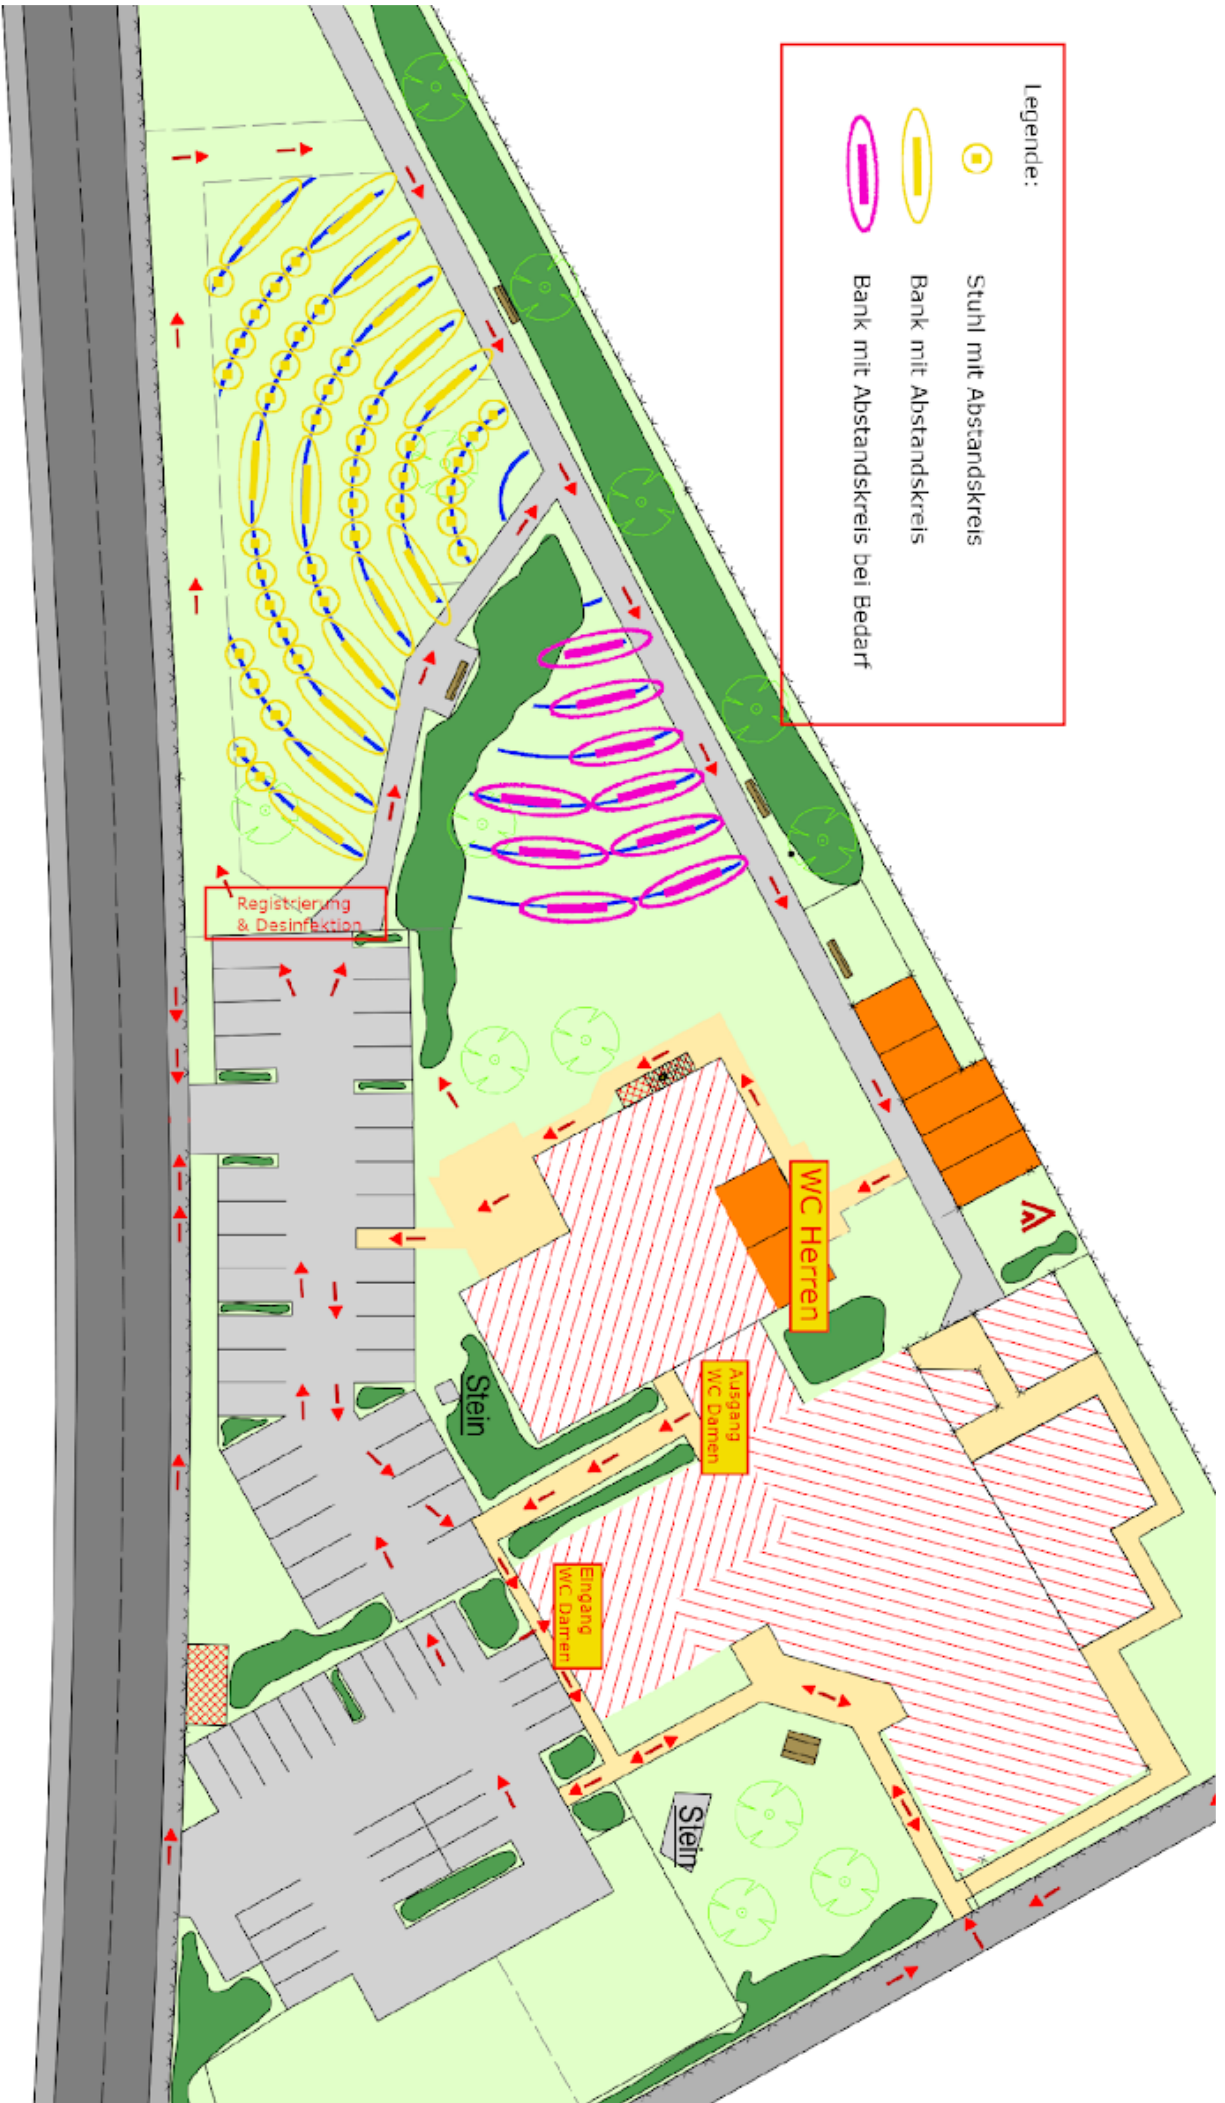 Legende:
Stuhl mit Abstandskreis
Bank mit Abstandskreis
Bank mit Abstandskreis bei Bedarf
Registrierung
& Desinfektion
WC Herren
Stein
Ausgang
WC Damen
Eingang
WC Damen
Stein